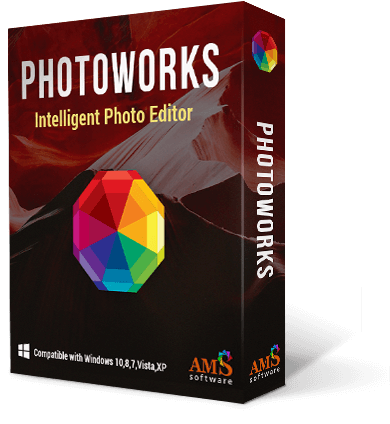 PHOTOWORKS
Intelligent Photo Editor
Compatible with Windows 10,8,7,Vista,XP
AMS
software
PHOTOWORKS
AMS
software